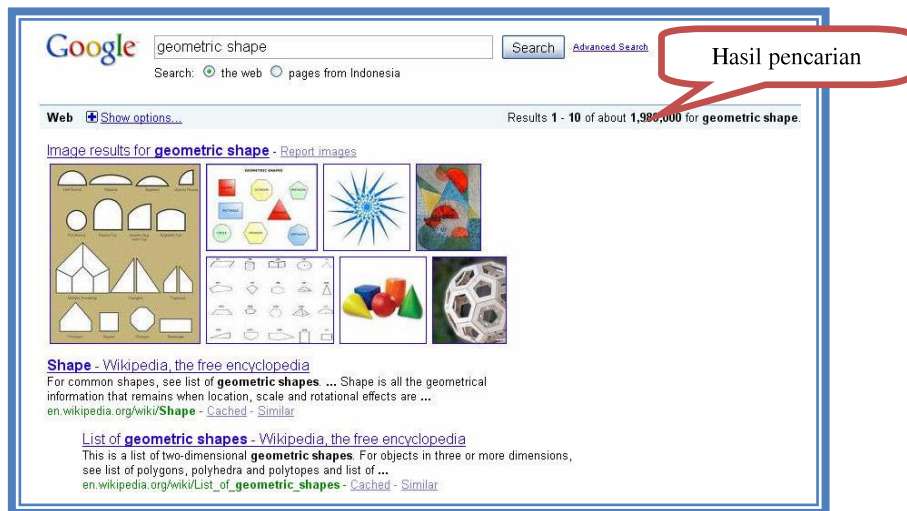 Google geometric shape Search Advanced Search
Hasil pencarian
Search: the web pages from Indonesia
Web Show options... Results 1 - 10 of about 1,980,000 for geometric shape.
Image results for geometric shape - Report images
GEOMETRIC SHAPES
Shape - Wikipedia, the free encyclopedia
For common shapes, see list of geometric shapes. ... Shape is all the geometrical
information that remains when location, scale and rotational effects are ...
en.wikipedia.org/wiki/Shape - Cached - Similar
List of geometric shapes - Wikipedia, the free encyclopedia
This is a list of two-dimensional geometric shapes. For objects in three or more dimensions,
see list of polygons, polyhedra and polytopes and list of ...
en.wikipedia.org/wiki/List_of_geometric_shapes - Cached - Similar